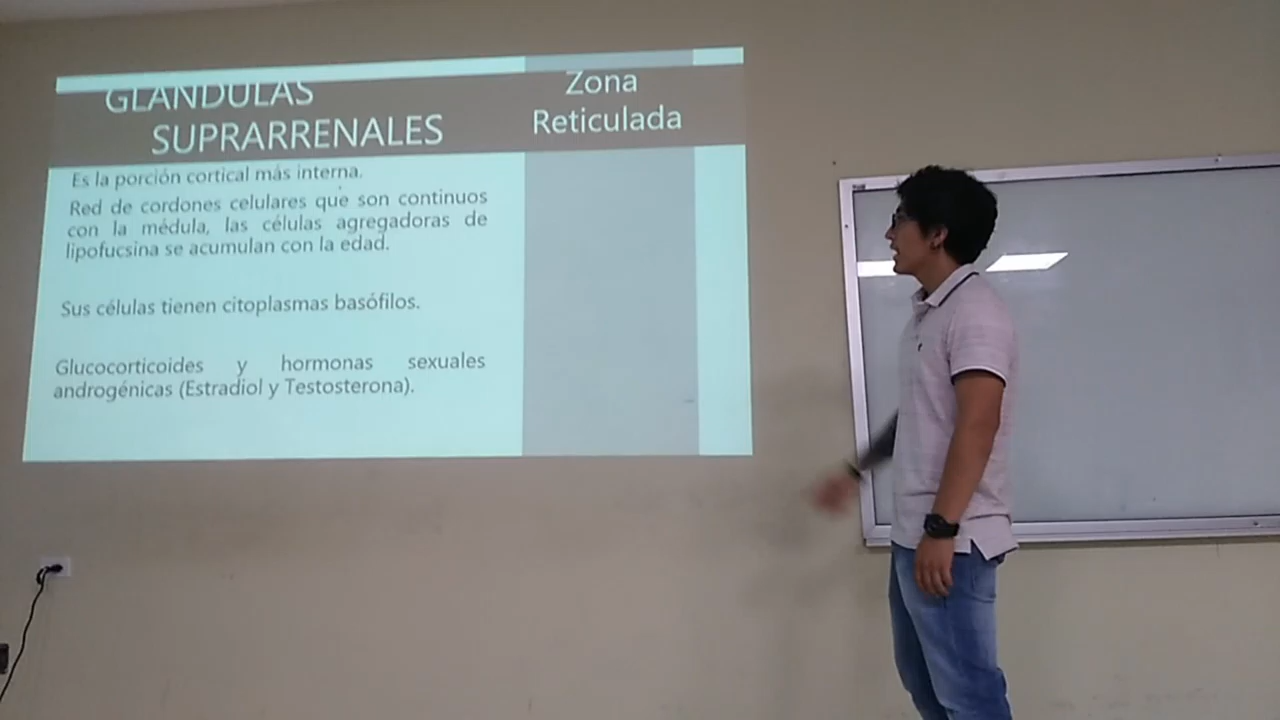 GLÁNDULAS
SUPRARRENALES
Zona
Reticulada
Es la porción cortical más interna.
Red de cordones celulares que son continuos
con la médula, las células agregadoras de
lipofucsina se acumulan con la edad.
Sus células tienen citoplasmas basófilos.
Glucocorticoides y hormonas sexuales
androgénicas (Estradiol y Testosterona).